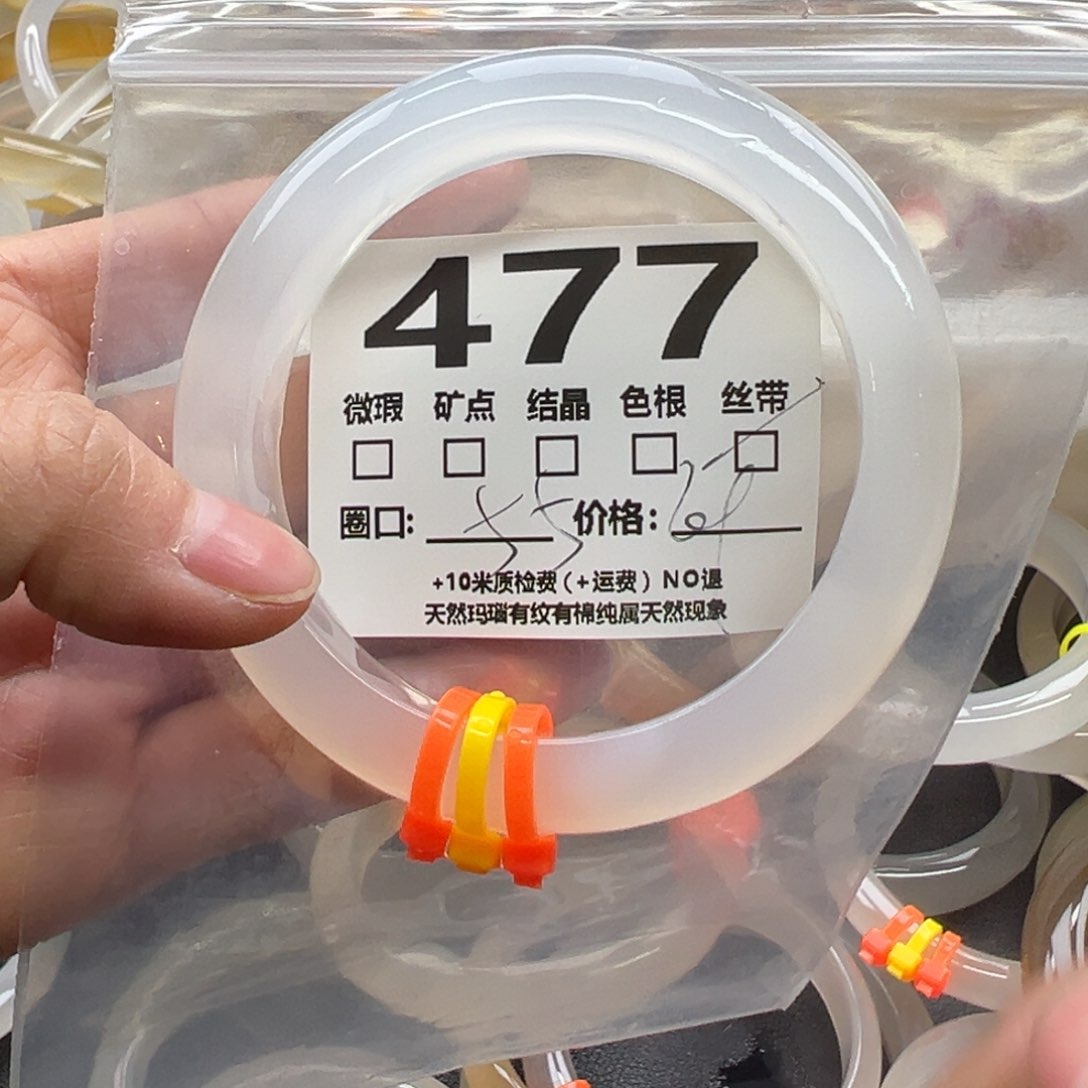 477
微瑕 矿点 结晶 色根 丝带
圈口: 55 价格:
+10米质检费(+运费) NO退
天然玛瑙有纹有棉纯属天然现象